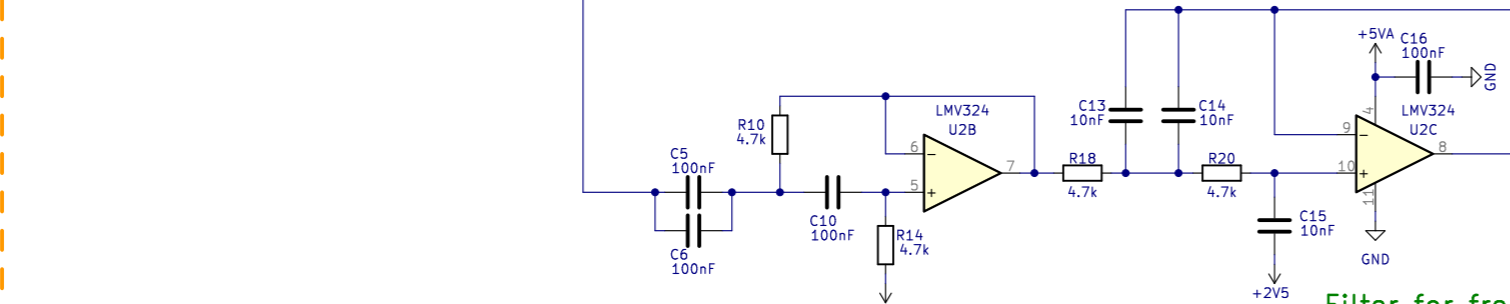 +5VA
C16
100nF
GND
LMV324
U2B
C13
10nF
C14
10nF
LMV324
U2C
4
R10
4.7k
9
8
C5
100nF
6
7
R18
4.7k
R20
4.7k
10
11
5
C10
100nF
R14
4.7k
C15
10nF
C6
100nF
GND
+2V5